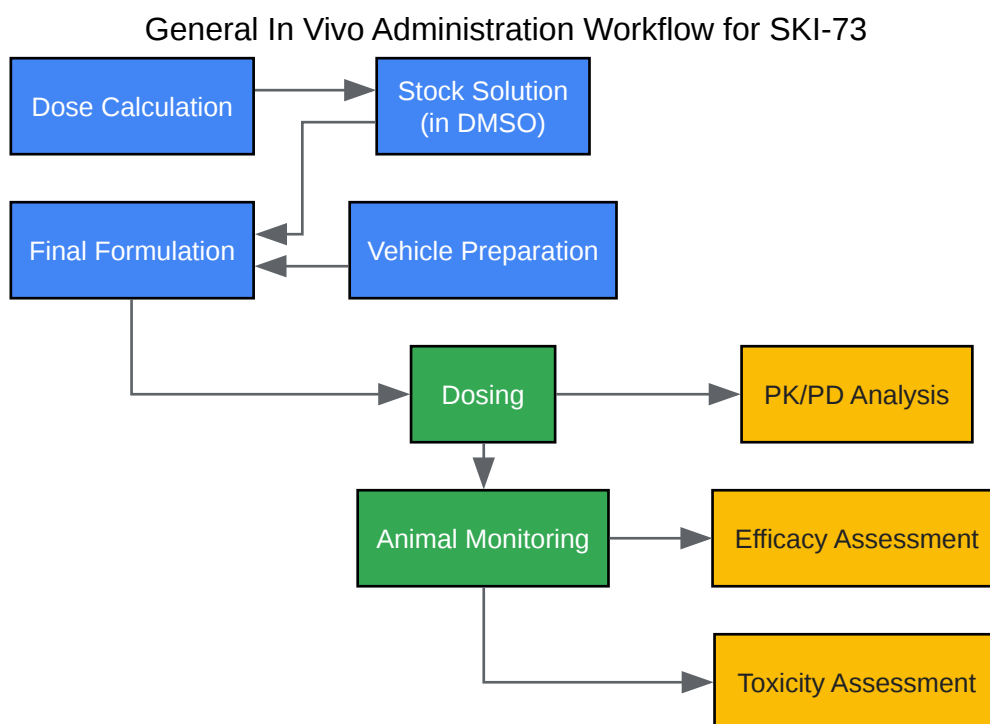 General In Vivo Administration Workflow for SKI-73
Dose Calculation
Stock Solution
(in DMSO)
Final Formulation
Vehicle Preparation
Dosing
PK/PD Analysis
Animal Monitoring
Efficacy Assessment
Toxicity Assessment